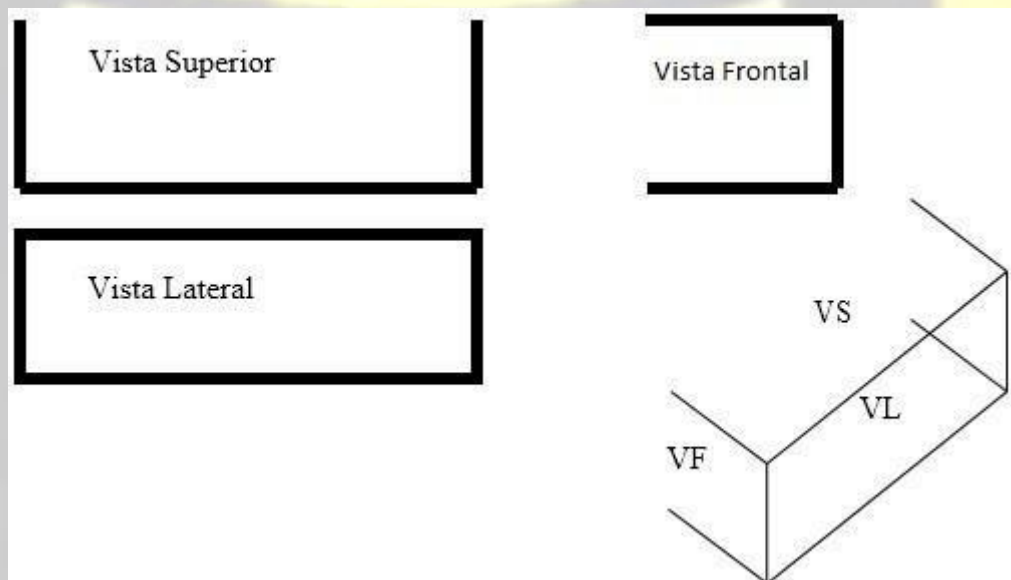 Vista Superior
Vista Frontal
Vista Lateral
VS
VL
VF